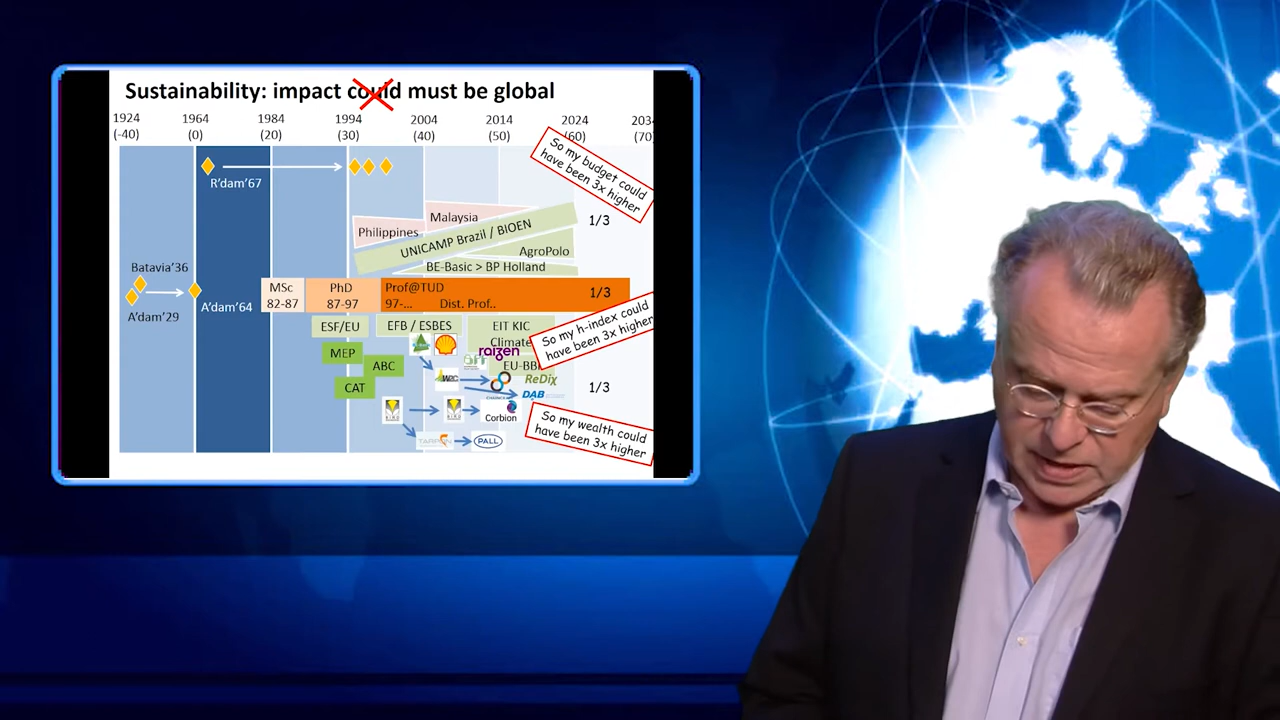 Sustainability: impact could must be global
1924 1964 1984 1994 2004 2014 2024 203
(-40) (0) (20) (30) (40) (50) (60) (70)
So my budget could
have been 3x higher
R'dam'67
Malaysia
1/3
Philippines
UNICAMP Brazil / BIOEN
AgroPolo
BE-Basic > BP Holland
Batavia'36
MSc
82-87
PhD
87-97
Prof@TUD
97-... Dist. Prof..
1/3
A'dam'29
A'dam'64
So my h-index could
have been 3x higher
ESF/EU
EFB / ESBES
EIT KIC
Climate
raizen
MEP
EU-BB
ABC
ReDix
CAT
1/3
DAB
Corbion
So my wealth could
have been 3x higher
TARPON
PALL